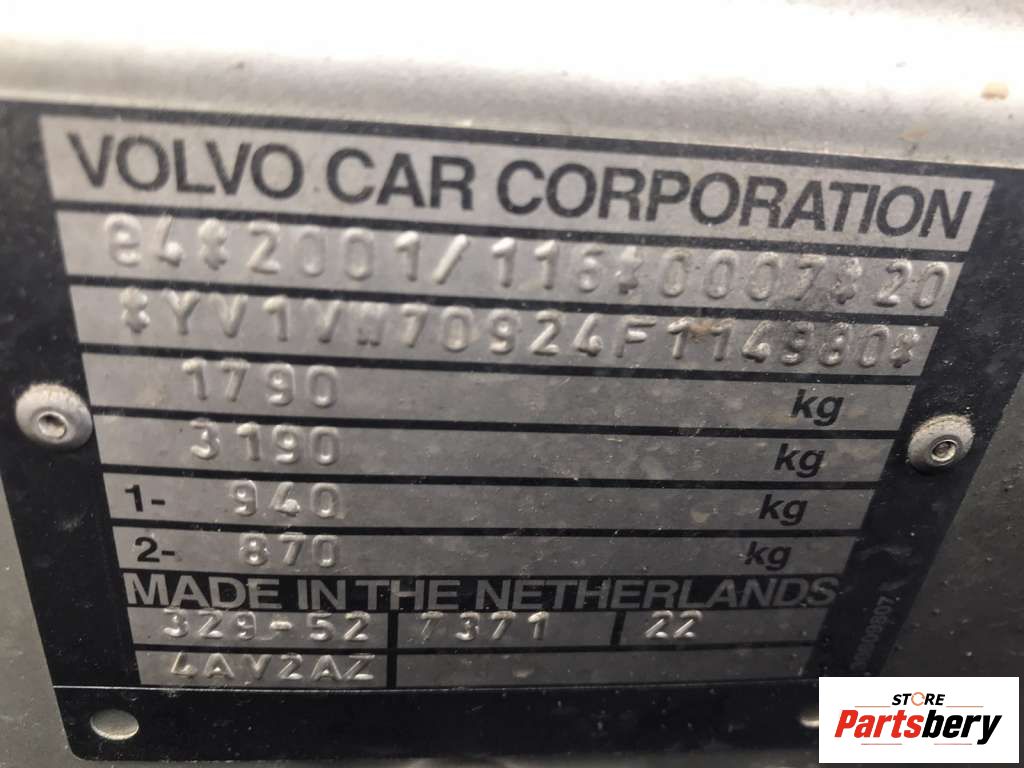 VOLVO CAR CORPORATION
e4*2001/116*0007*20
*YV1VW70924F114980*
1790 kg
3190 kg
1- 940 kg
2- 870 kg
MADE IN THE NETHERLANDS
329-52 7371 22
4AY2AZ
STORE
Partsbery